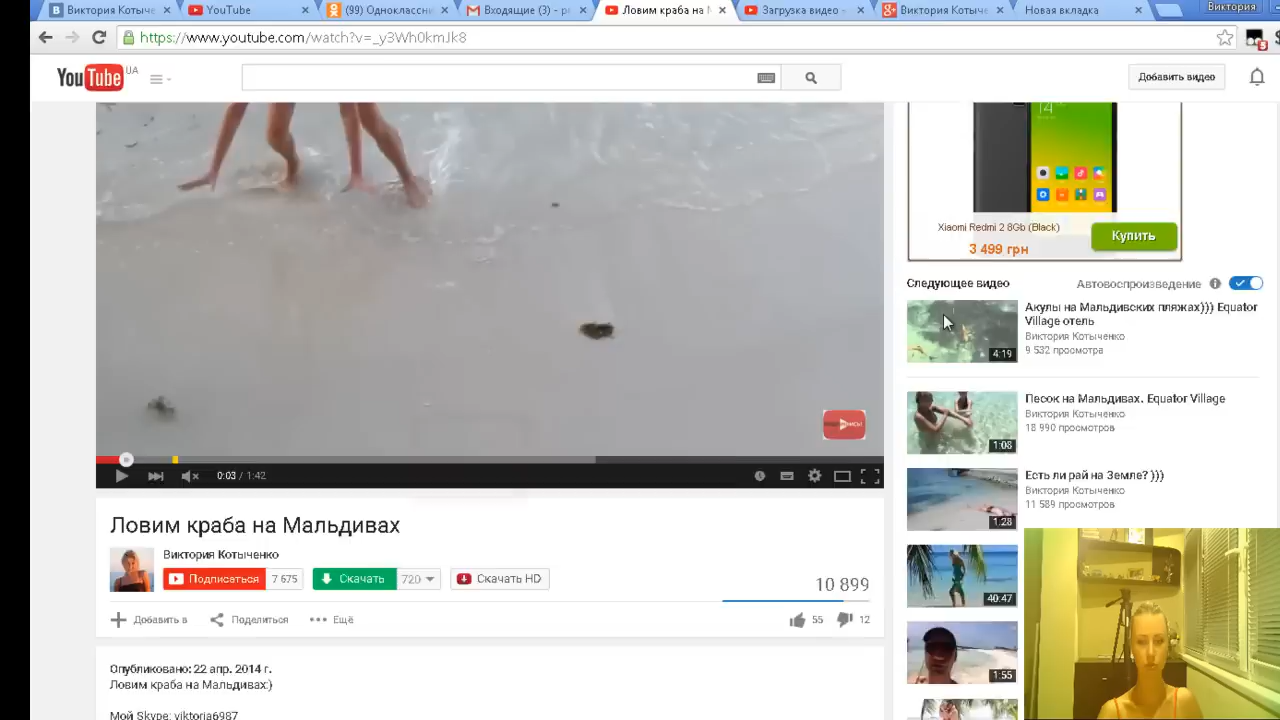 Виктория Котыче
YouTube
(99) Одноклассн
Входящие (3) - р
Ловим краба на М
Загрузка видео -
Виктория Котыч
Новая вкладка
Виктория
https://www.youtube.com/watch?v=_y3Wh0kmJk8
YouTube UA
Добавить видео
Xiaomi Redmi 2 8Gb (Black)
3 499 грн
Купить
Следующее видео
Автовоспроизведение
Акулы на Мальдивских пляжах))) Equator
Village отель
Виктория Котыченко
9 532 просмотра
4:19
Песок на Мальдивах. Equator Village
Виктория Котыченко
18 990 просмотров
1:08
Есть ли рай на Земле? )))
Виктория Котыченко
11 589 просмотров
1:28
40:47
1:55
0:03 / 1:42
Ловим краба на Мальдивах
Виктория Котыченко
Подписаться 7 675
Скачать 720
Скачать HD
10 899
Добавить в
Поделиться
Ещё
55
12
Опубликовано: 22 апр. 2014 г.
Ловим краба на Мальдивах:)
Мой Skype: viktoria6987